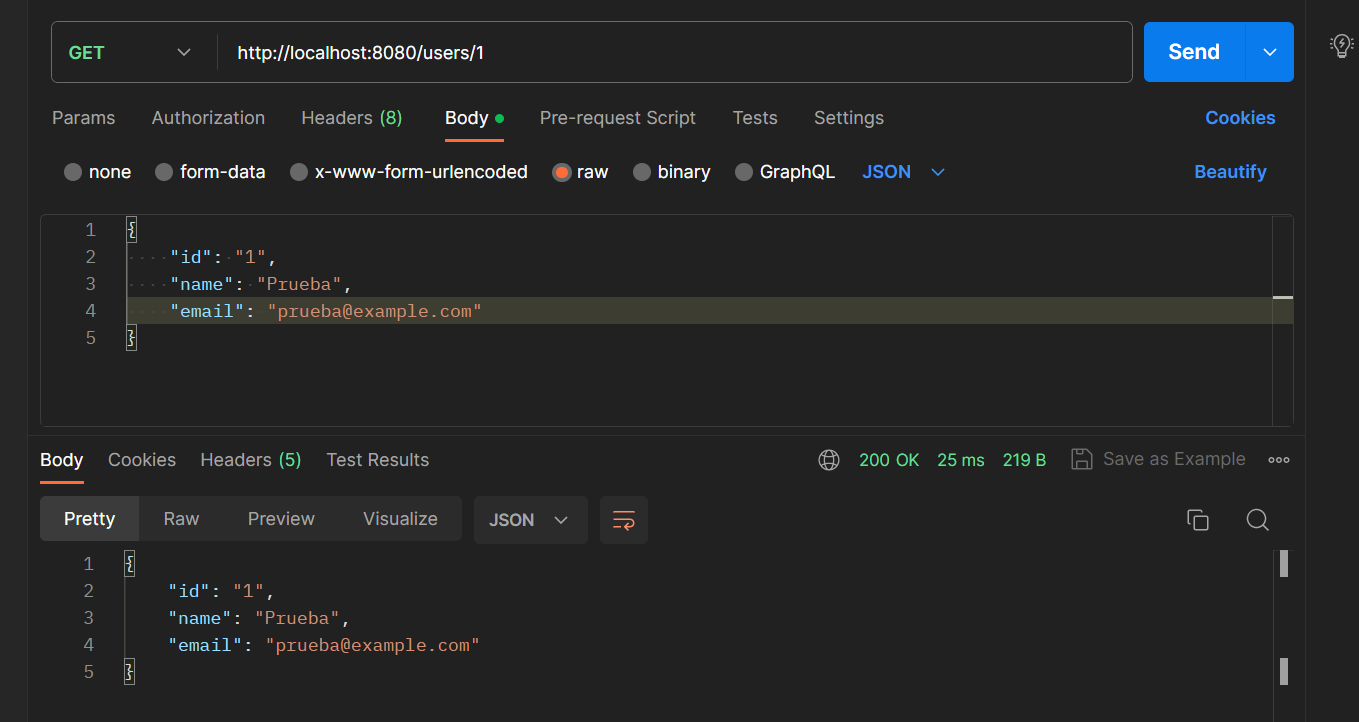 GET http://localhost:8080/users/1 Send
Params Authorization Headers (8) Body Pre-request Script Tests Settings Cookies
none form-data x-www-form-urlencoded raw binary GraphQL JSON Beautify
1 {
2 "id": "1",
3 "name": "Prueba",
4 "email": "prueba@example.com"
5 }
Body Cookies Headers (5) Test Results 200 OK 25 ms 219 B Save as Example
Pretty Raw Preview Visualize JSON
1 {
2 "id": "1",
3 "name": "Prueba",
4 "email": "prueba@example.com"
5 }